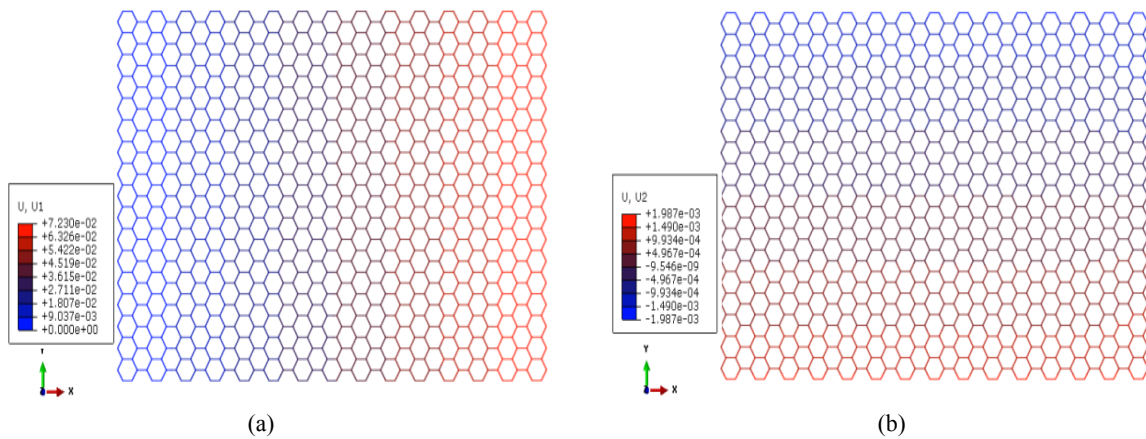 U, U1
+7.230e-02
+6.326e-02
+5.422e-02
+4.519e-02
+3.615e-02
+2.711e-02
+1.807e-02
+9.037e-03
+0.000e+00
Y
X
(a)
U, U2
+1.987e-03
+1.490e-03
+9.934e-04
+4.967e-04
-9.546e-09
-4.967e-04
-9.934e-04
-1.490e-03
-1.987e-03
Y
X
(b)